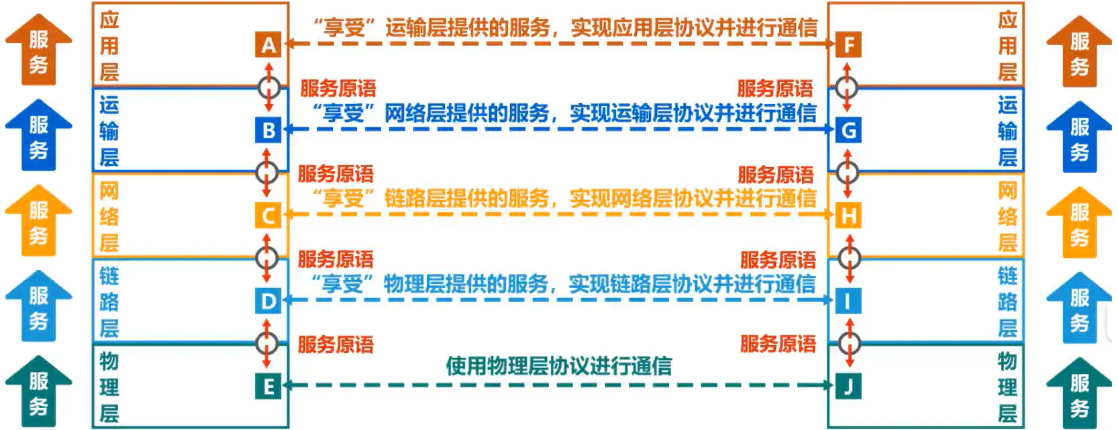 服务
应用层
A
“享受”运输层提供的服务，实现应用层协议并进行通信
F
应用层
服务
服务原语
服务原语
服务
运输层
B
“享受”网络层提供的服务，实现运输层协议并进行通信
G
运输层
服务
服务原语
服务原语
服务
网络层
C
“享受”链路层提供的服务，实现网络层协议并进行通信
H
网络层
服务
服务原语
服务原语
服务
链路层
D
“享受”物理层提供的服务，实现链路层协议并进行通信
I
链路层
服务
服务原语
服务原语
服务
物理层
E
使用物理层协议进行通信
J
物理层
服务